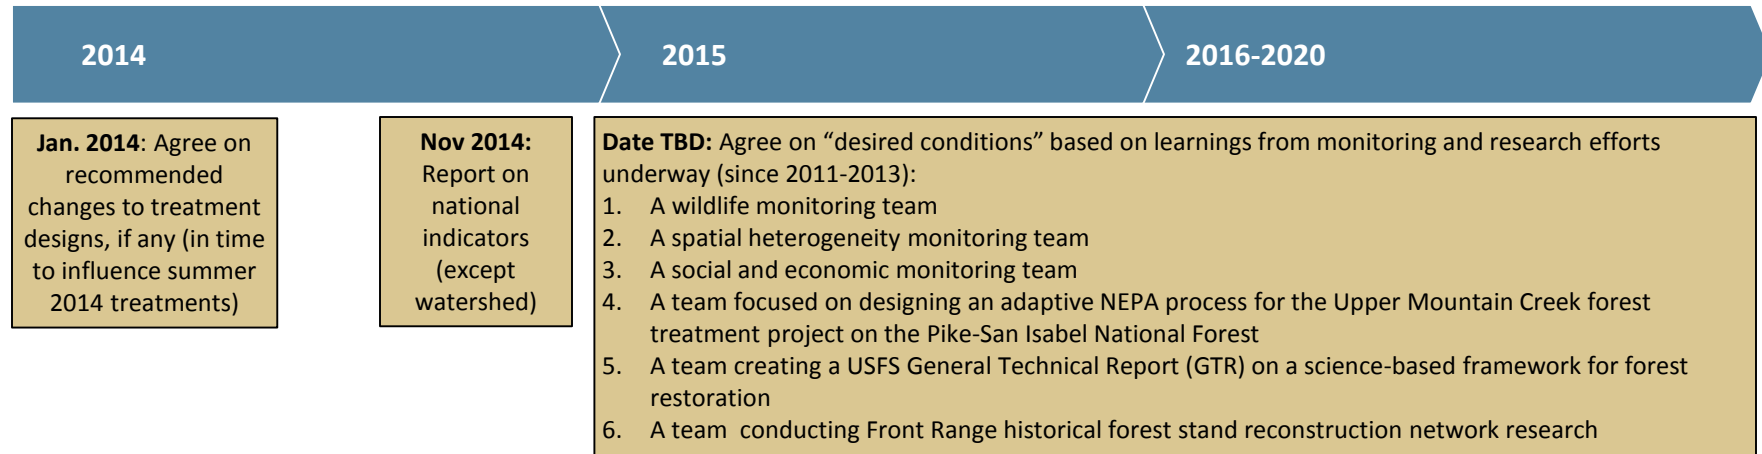 2014
2015
2016-2020
Jan. 2014: Agree on
recommended
changes to treatment
designs, if any (in time
to influence summer
2014 treatments)
Nov 2014:
Report on
national
indicators
(except
watershed)
Date TBD: Agree on “desired conditions” based on learnings from monitoring and research efforts
underway (since 2011-2013):
1. A wildlife monitoring team
2. A spatial heterogeneity monitoring team
3. A social and economic monitoring team
4. A team focused on designing an adaptive NEPA process for the Upper Mountain Creek forest
treatment project on the Pike-San Isabel National Forest
5. A team creating a USFS General Technical Report (GTR) on a science-based framework for forest
restoration
6. A team conducting Front Range historical forest stand reconstruction network research